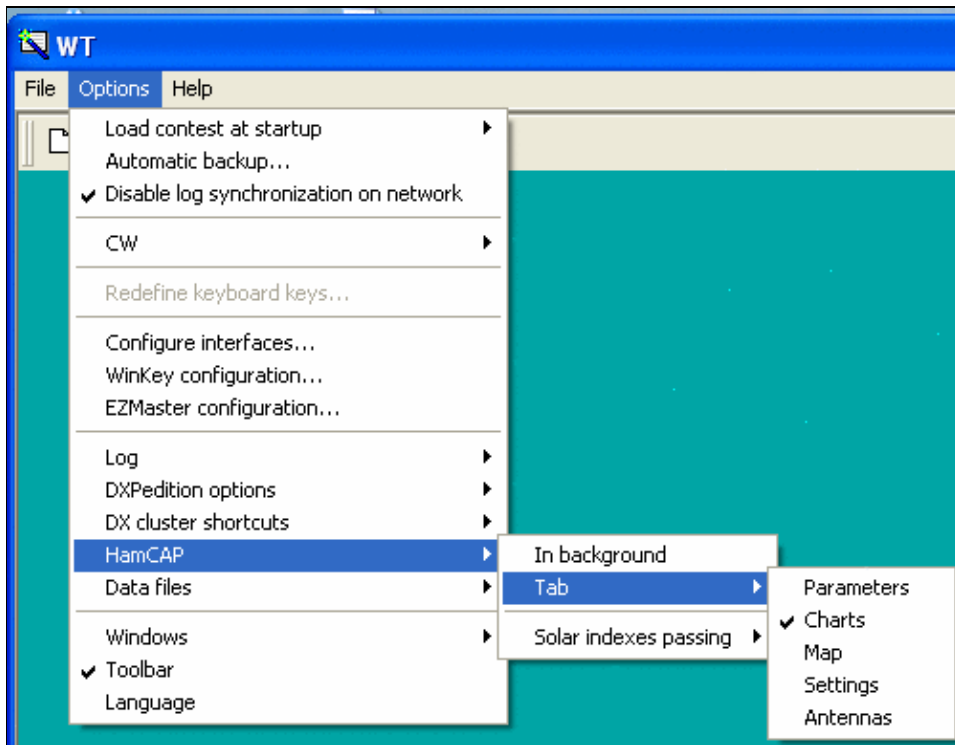 WT
File Options Help
Load contest at startup
Automatic backup...
Disable log synchronization on network
CW
Redefine keyboard keys...
Configure interfaces...
WinKey configuration...
EZMaster configuration...
Log
DXPedition options
DX cluster shortcuts
HamCAP
Data files
Windows
Toolbar
Language
In background
Tab
Solar indexes passing
Parameters
Charts
Map
Settings
Antennas